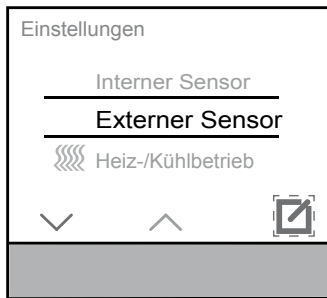 Einstellungen
Interner Sensor
Externer Sensor
Heiz-/Kühlbetrieb